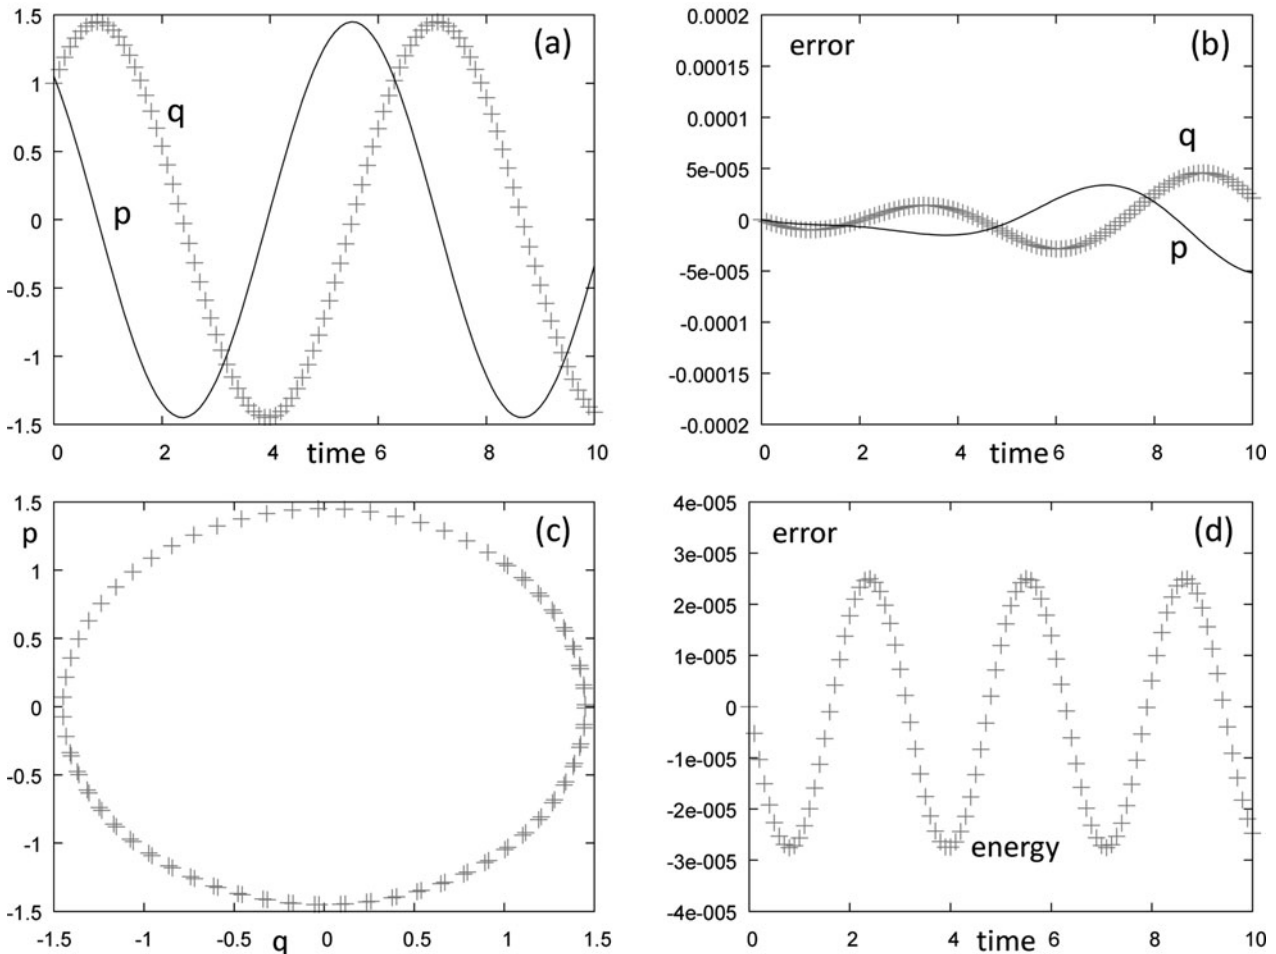 1.5
1
0.5
0
-0.5
-1
-1.5
(a)
q
p
0 2 4 time 6 8 10
0.0002
0.00015
0.0001
5e-005
0
-5e-005
-0.0001
-0.00015
-0.0002
error
(b)
q
p
0 2 4 time 6 8 10
p
1.5
1
0.5
0
-0.5
-1
-1.5
(c)
-1.5 -1 -0.5 q 0 0.5 1 1.5
4e-005
3e-005
2e-005
1e-005
0
-1e-005
-2e-005
-3e-005
-4e-005
error
(d)
energy
0 2 4 time 6 8 10